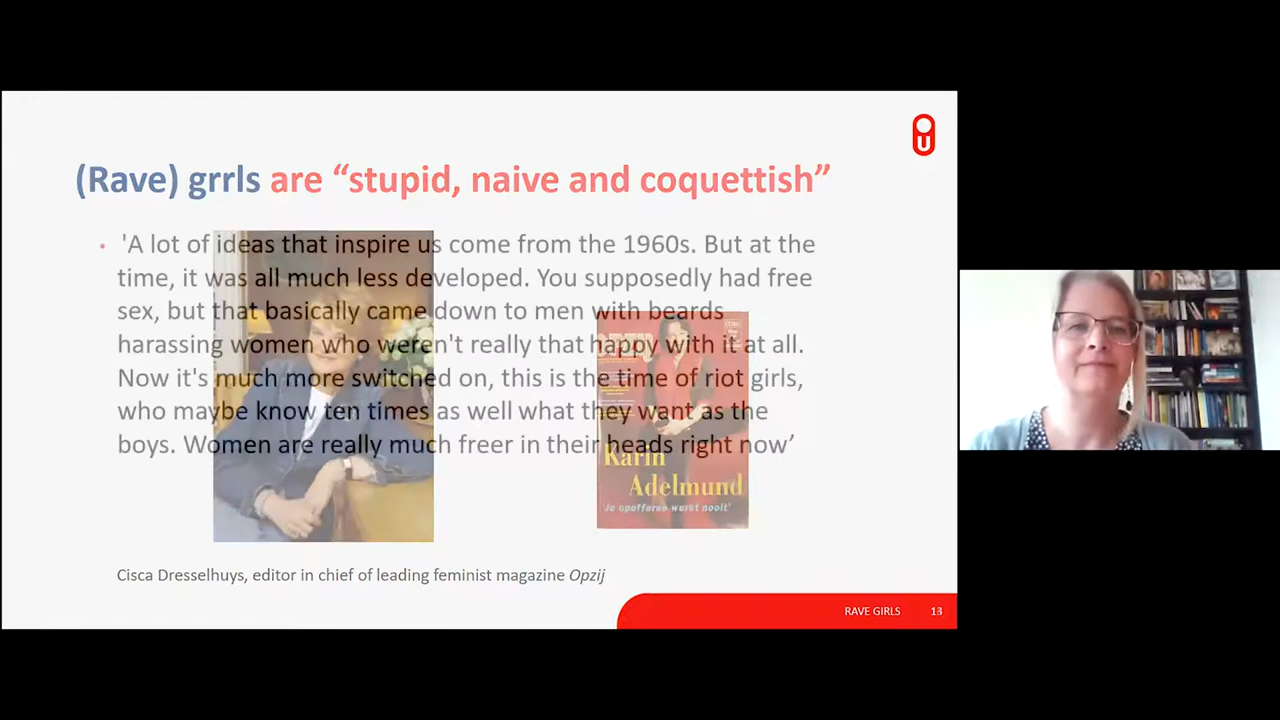 (Rave) grrls are “stupid, naive and coquettish”
• 'A lot of ideas that inspire us come from the 1960s. But at the
time, it was all much less developed. You supposedly had free
sex, but that basically came down to men with beards
harassing women who weren't really that happy with it at all.
Now it's much more switched on, this is the time of riot girls,
who maybe know ten times as well what they want as the
boys. Women are really much freer in their heads right now’
Karin
Adelmund
Cisca Dresselhuys, editor in chief of leading feminist magazine Opzij
RAVE GIRLS